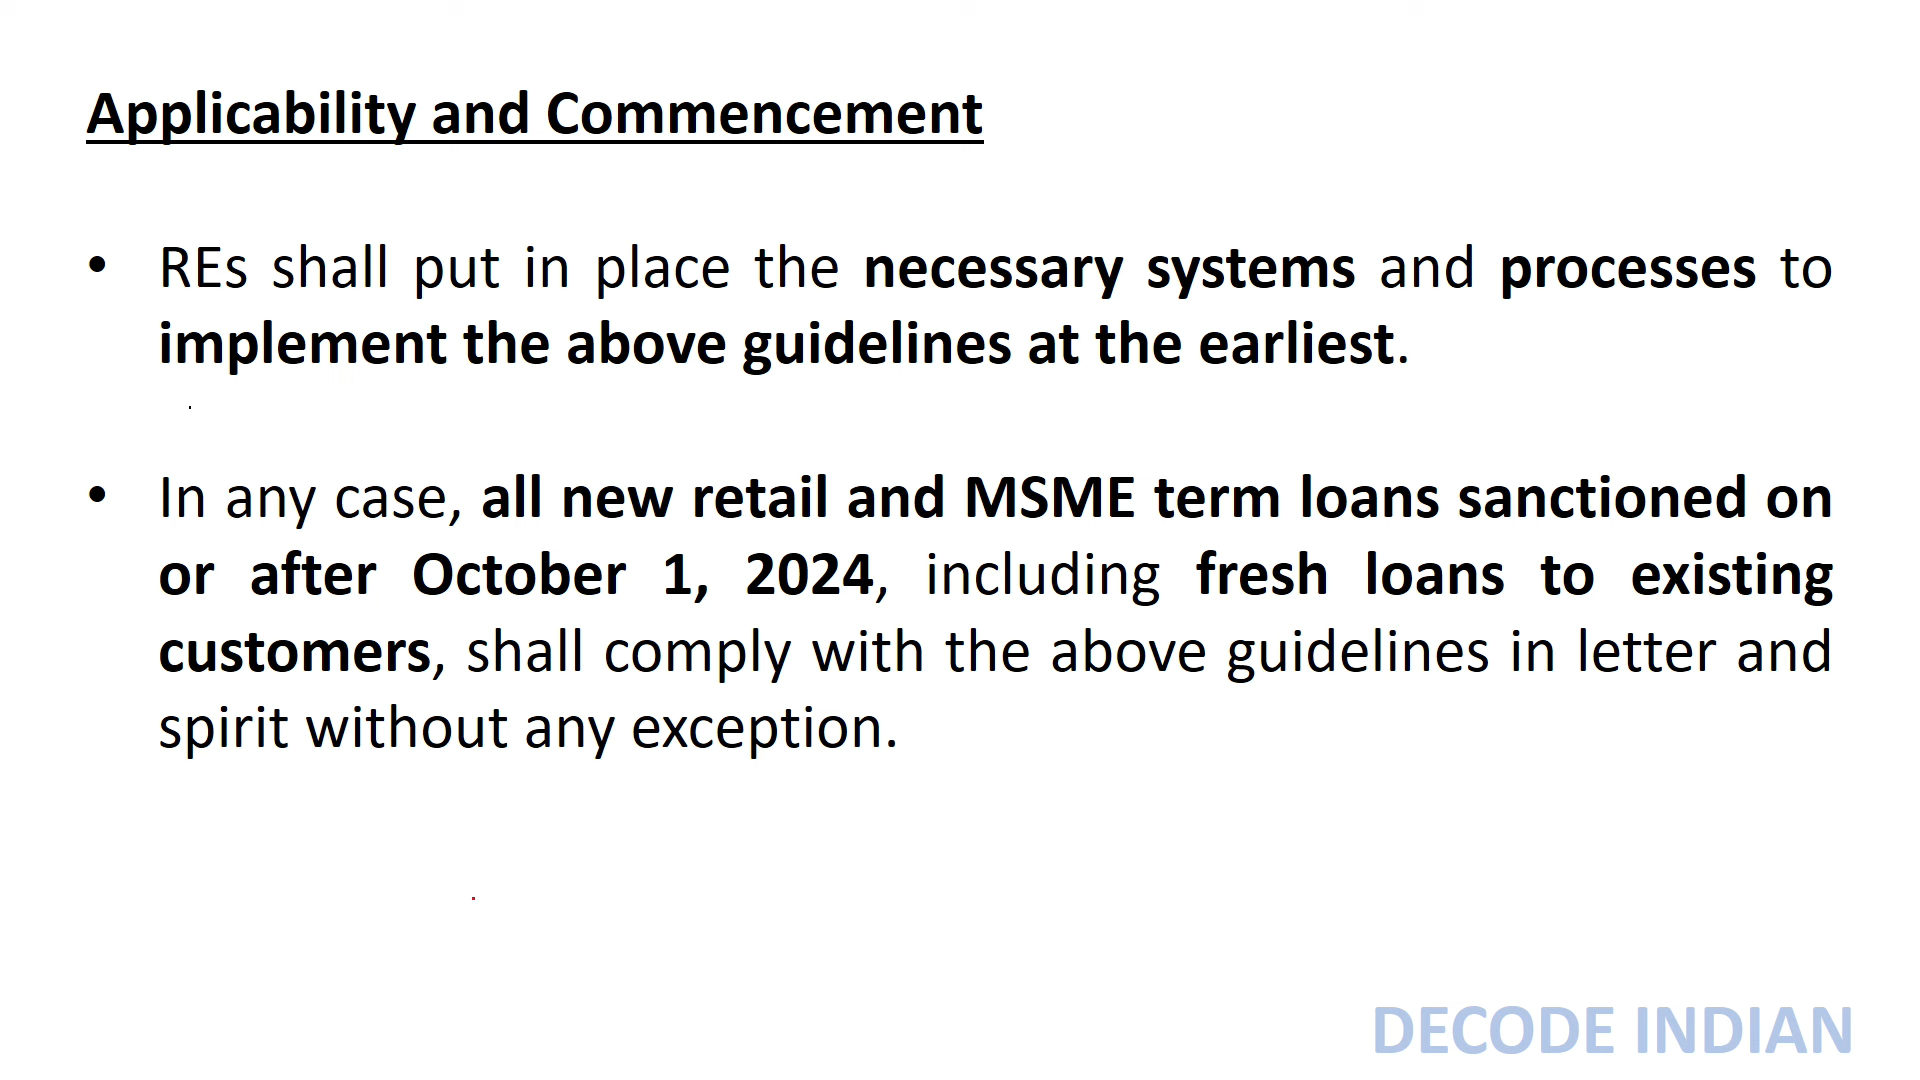 Applicability and Commencement
• REs shall put in place the necessary systems and processes to
implement the above guidelines at the earliest.
• In any case, all new retail and MSME term loans sanctioned on
or after October 1, 2024, including fresh loans to existing
customers, shall comply with the above guidelines in letter and
spirit without any exception.
DECODE INDIAN